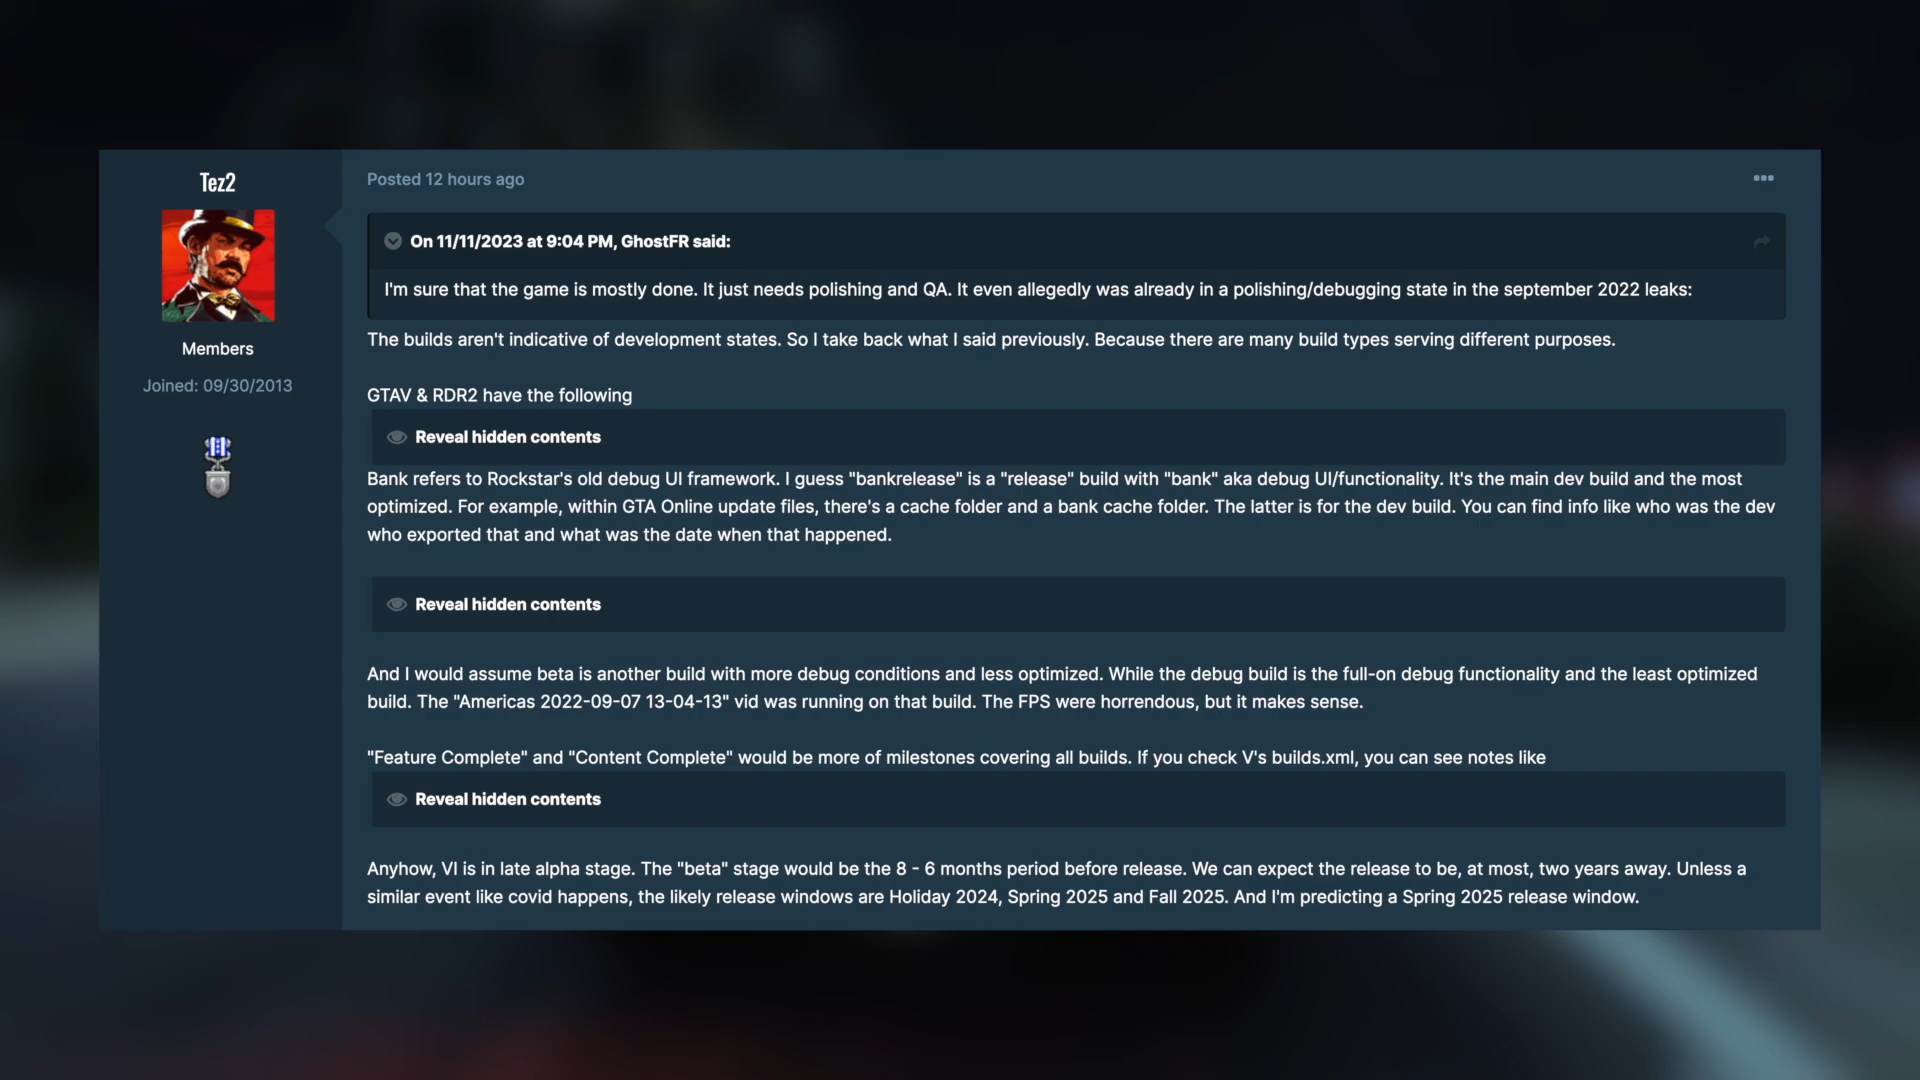 Tez2
Members
Joined: 09/30/2013
Posted 12 hours ago
On 11/11/2023 at 9:04 PM, GhostFR said:
I'm sure that the game is mostly done. It just needs polishing and QA. It even allegedly was already in a polishing/debugging state in the september 2022 leaks:
The builds aren't indicative of development states. So I take back what I said previously. Because there are many build types serving different purposes.
GTAV & RDR2 have the following
Reveal hidden contents
Bank refers to Rockstar's old debug UI framework. I guess "bankrelease" is a "release" build with "bank" aka debug UI/functionality. It's the main dev build and the most
optimized. For example, within GTA Online update files, there's a cache folder and a bank cache folder. The latter is for the dev build. You can find info like who was the dev
who exported that and what was the date when that happened.
Reveal hidden contents
And I would assume beta is another build with more debug conditions and less optimized. While the debug build is the full-on debug functionality and the least optimized
build. The "Americas 2022-09-07 13-04-13" vid was running on that build. The FPS were horrendous, but it makes sense.
"Feature Complete" and "Content Complete" would be more of milestones covering all builds. If you check V's builds.xml, you can see notes like
Reveal hidden contents
Anyhow, VI is in late alpha stage. The "beta" stage would be the 8 - 6 months period before release. We can expect the release to be, at most, two years away. Unless a
similar event like covid happens, the likely release windows are Holiday 2024, Spring 2025 and Fall 2025. And I'm predicting a Spring 2025 release window.